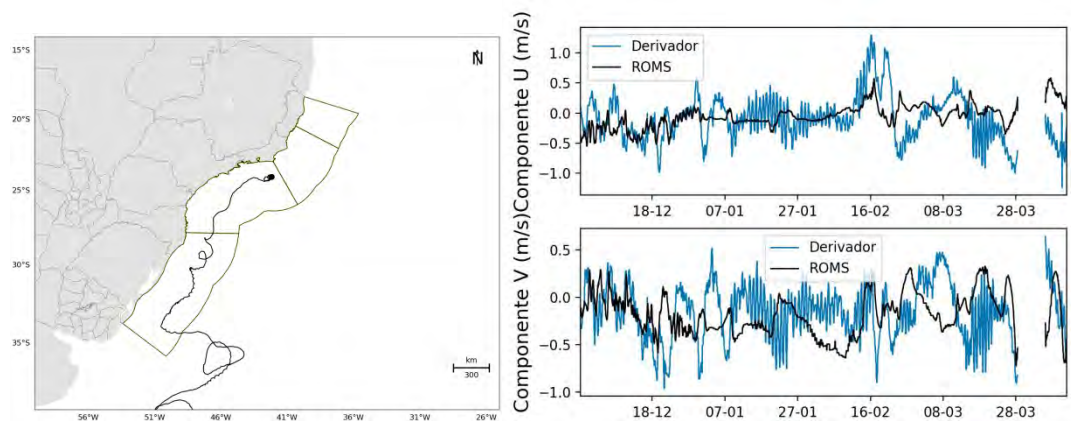 15°S
20°S
25°S
30°S
35°S
56°W 51°W 46°W 41°W 36°W 31°W 26°W
N
km
300
Componente U (m/s)
1.0
0.5
0.0
−0.5
−1.0
Derivador
ROMS
18-12 07-01 27-01 16-02 08-03 28-03
Componente V (m/s)
0.5
0.0
−0.5
−1.0
Derivador
ROMS
18-12 07-01 27-01 16-02 08-03 28-03